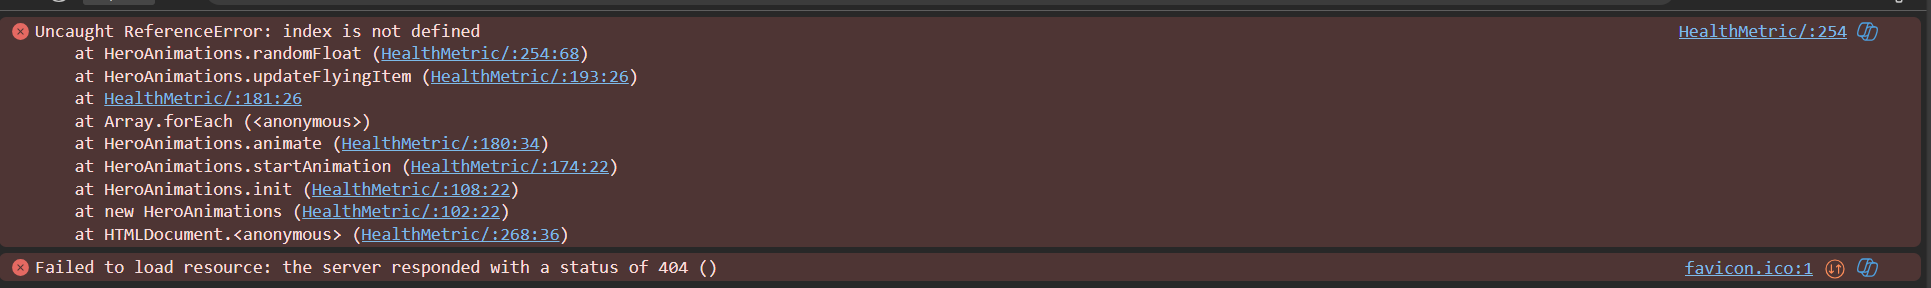 Uncaught ReferenceError: index is not defined HealthMetric/:254
at HeroAnimations.randomFloat (HealthMetric/:254:68)
at HeroAnimations.updateFlyingItem (HealthMetric/:193:26)
at HealthMetric/:181:26
at Array.forEach (<anonymous>)
at HeroAnimations.animate (HealthMetric/:180:34)
at HeroAnimations.startAnimation (HealthMetric/:174:22)
at HeroAnimations.init (HealthMetric/:108:22)
at new HeroAnimations (HealthMetric/:102:22)
at HTMLDocument.<anonymous> (HealthMetric/:268:36)
Failed to load resource: the server responded with a status of 404 () favicon.ico:1